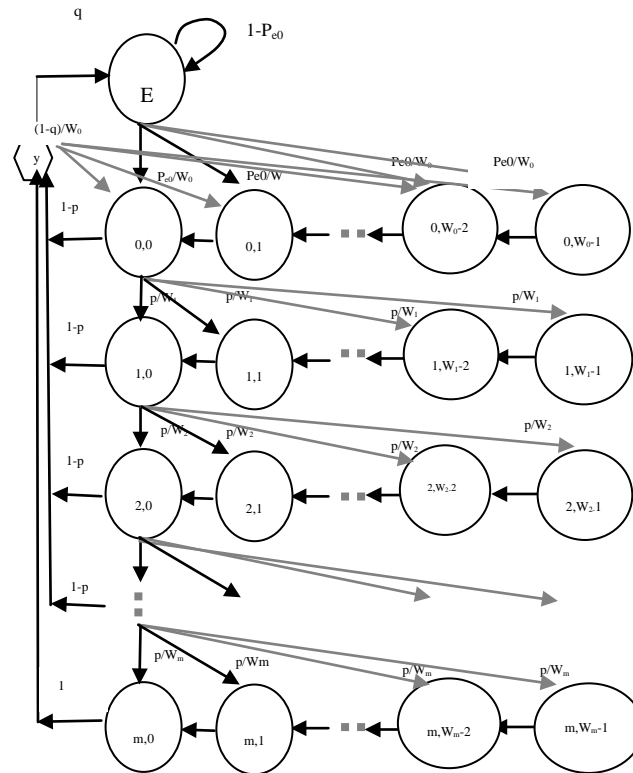 q
1-Pe0
E
(1-q)/W0
y
Pe0/W0 Pe0/W Pe0/W0 Pe0/W0
1-p
0,0 0,1 0,W0-2 0,W0-1
p/W1 p/W1 p/W1 p/W1
1-p
1,0 1,1 1,W1-2 1,W1-1
p/W2 p/W2 p/W2 p/W2
1-p
2,0 2,1 2,W2-2 2,W2-1
1-p
p/Wm p/Wm p/Wm p/Wm
1
m,0 m,1 m,Wm-2 m,Wm-1